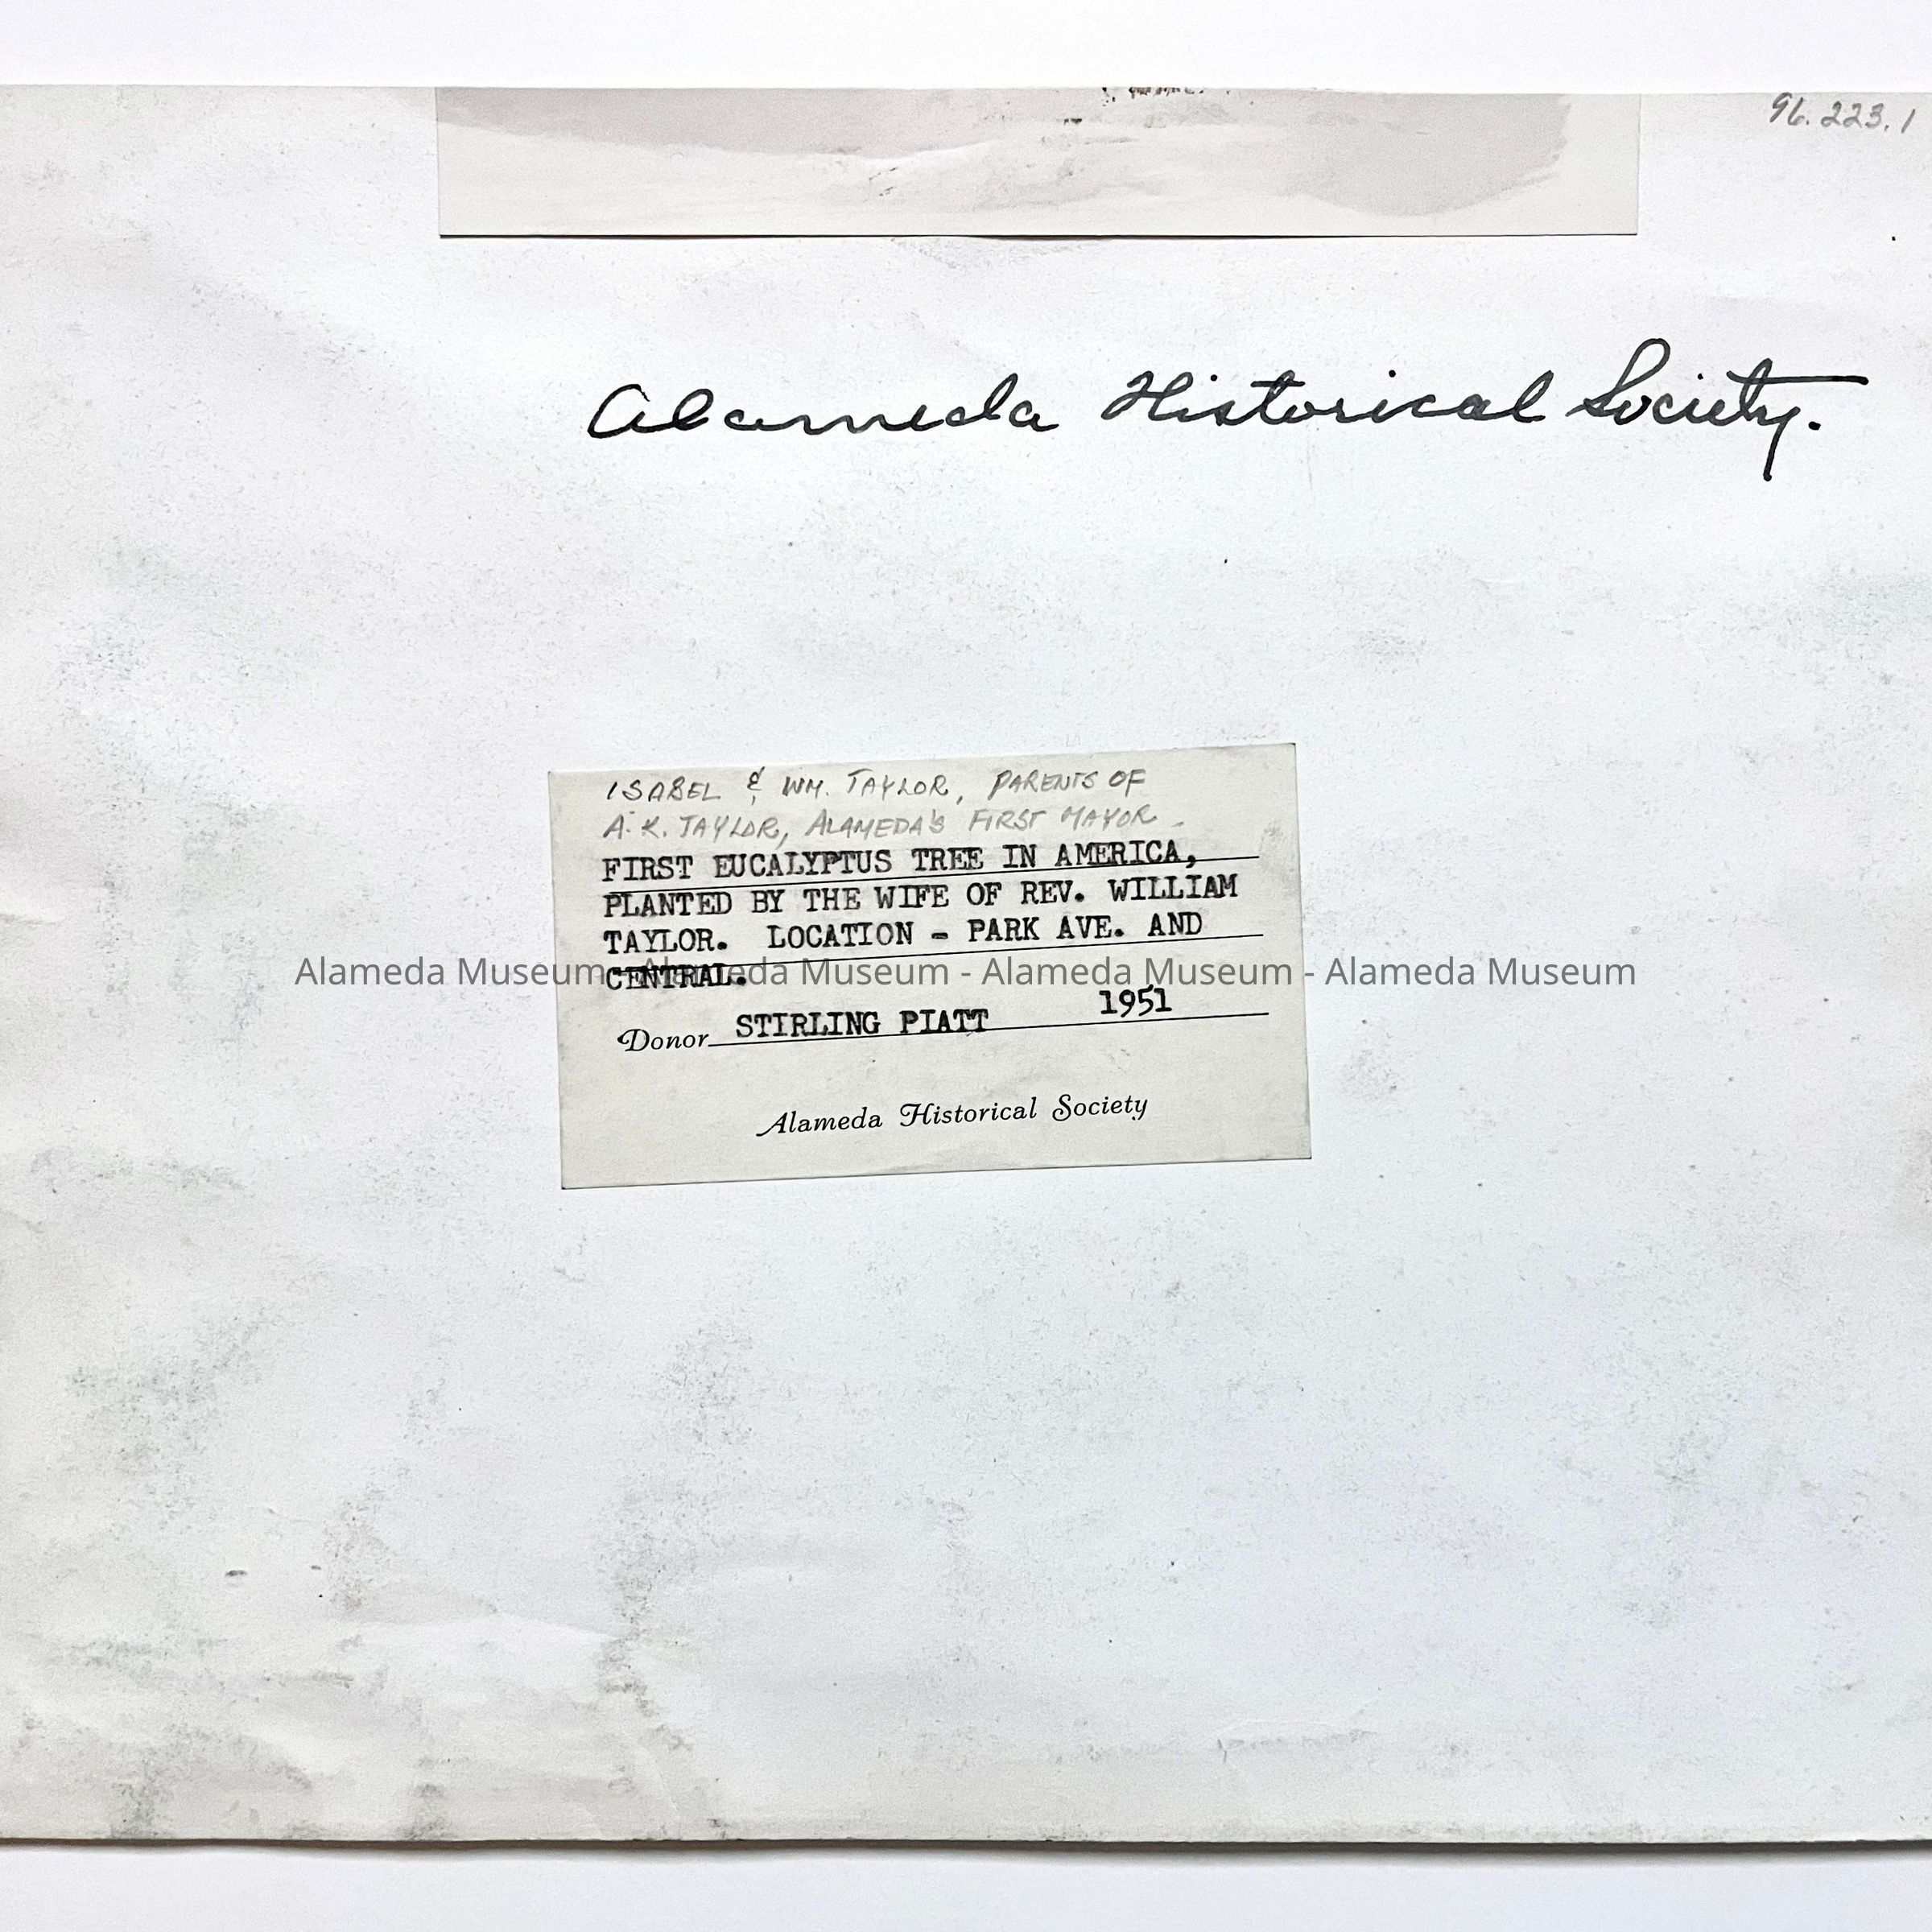 96.223.1
Alameda Historical Society.
ISABEL & WM. TAYLOR, PARENTS OF
A. K. TAYLOR, ALAMEDA'S FIRST MAYOR -
FIRST EUCALYPTUS TREE IN AMERICA,
PLANTED BY THE WIFE OF REV. WILLIAM
TAYLOR. LOCATION - PARK AVE. AND
CENTRAL.
Alameda Museum - Alameda Museum - Alameda Museum - Alameda Museum
Donor STIRLING PIATT 1951
Alameda Historical Society